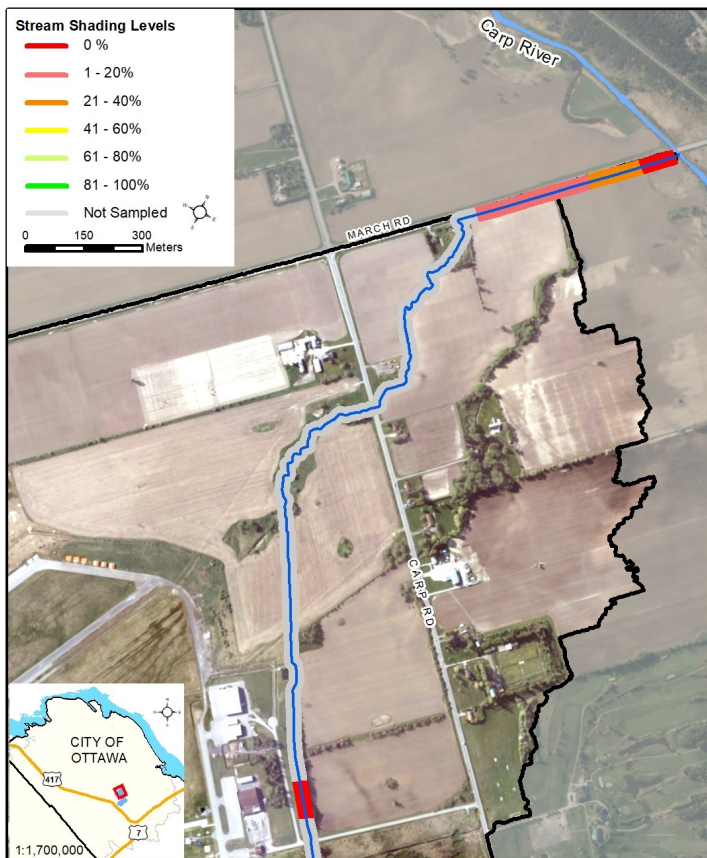 Stream Shading Levels
0 %
1 - 20%
21 - 40%
41 - 60%
61 - 80%
81 - 100%
Not Sampled
0 150 300
Meters
Carp River
MARCH RD
CARP RD
CITY OF
OTTAWA
417
7
1:1,700,000